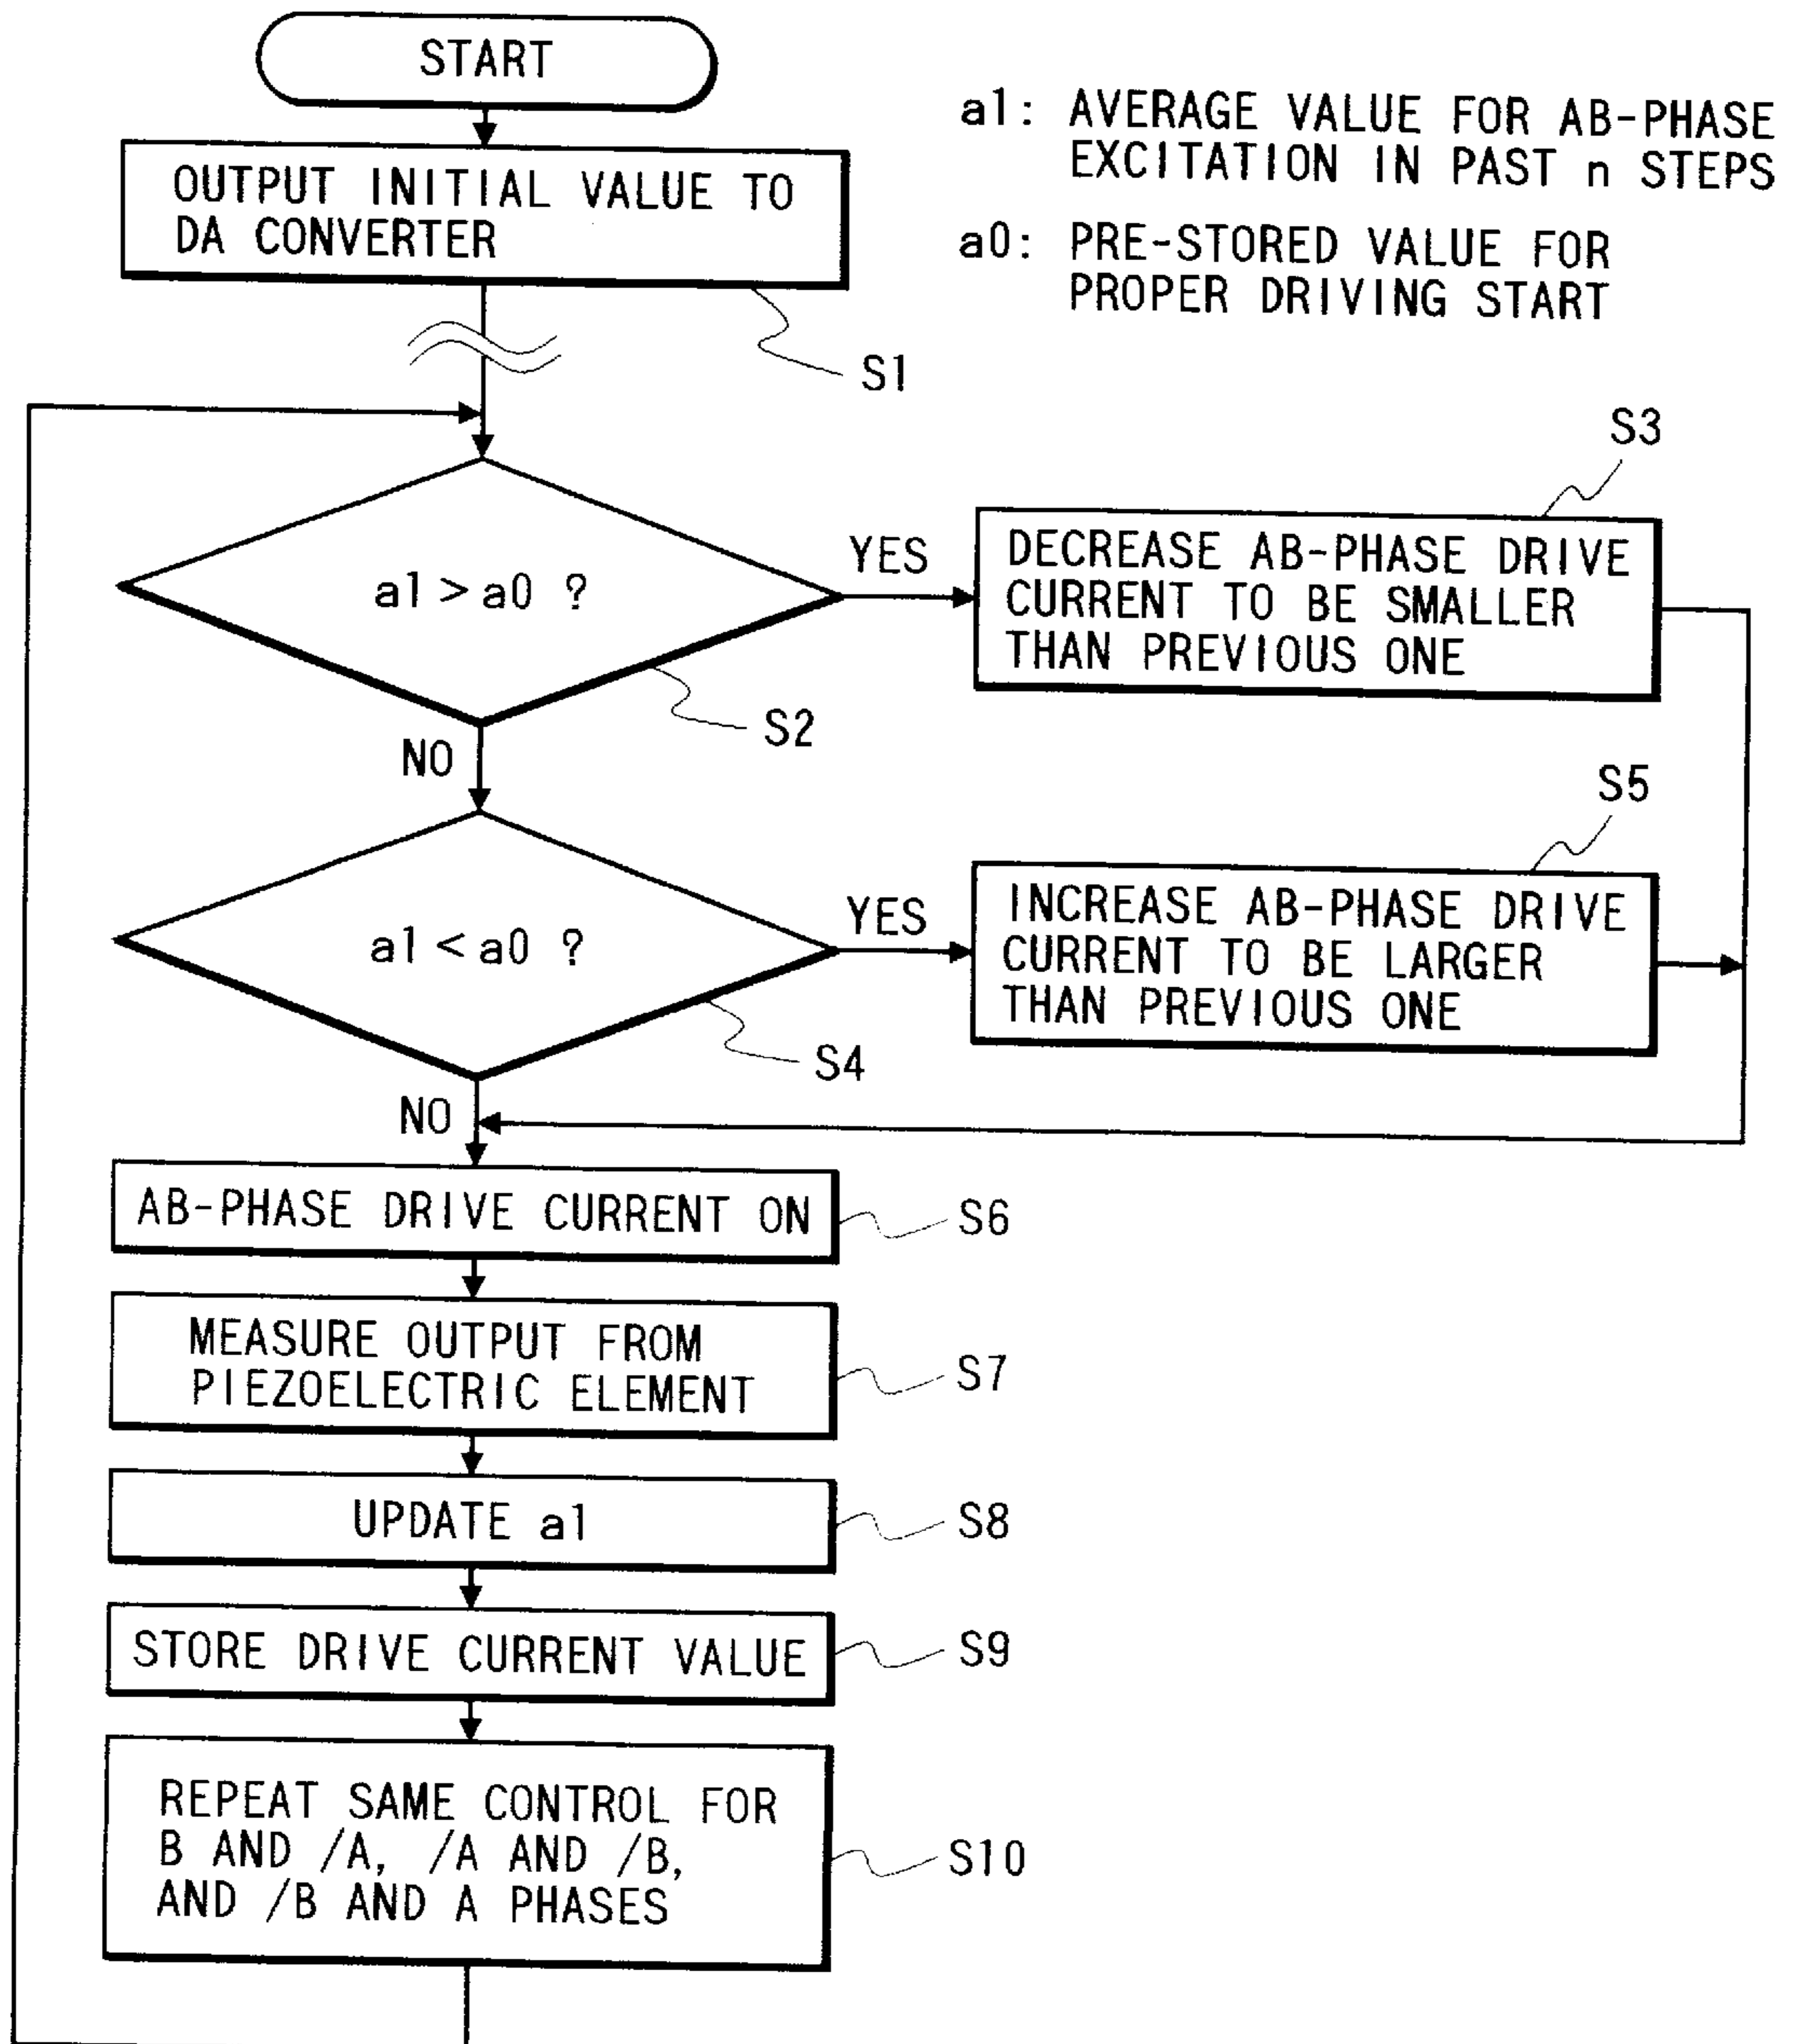 START
OUTPUT INITIAL VALUE TO
DA CONVERTER
S1
a1: AVERAGE VALUE FOR AB-PHASE
EXCITATION IN PAST n STEPS
a0: PRE-STORED VALUE FOR
PROPER DRIVING START
a1 > a0 ?
S2
YES
NO
S3
DECREASE AB-PHASE DRIVE
CURRENT TO BE SMALLER
THAN PREVIOUS ONE
a1 < a0 ?
S4
YES
NO
S5
INCREASE AB-PHASE DRIVE
CURRENT TO BE LARGER
THAN PREVIOUS ONE
AB-PHASE DRIVE CURRENT ON
S6
MEASURE OUTPUT FROM
PIEZOELECTRIC ELEMENT
S7
UPDATE a1
S8
STORE DRIVE CURRENT VALUE
S9
REPEAT SAME CONTROL FOR
B AND /A, /A AND /B,
AND /B AND A PHASES
S10